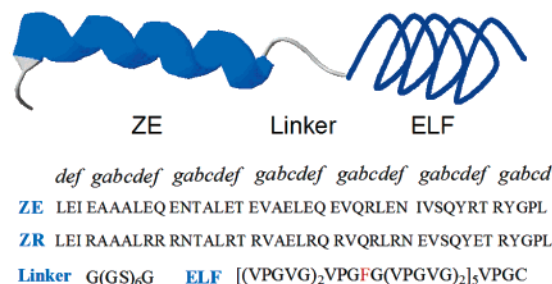 ZE Linker ELF
def gabcdef gabcdef gabcdef gabcdef gabcdef gabcd
ZE LEI EAAALEQ ENTALET EVAELEQ EVQRLEN IVSQYRT RYGPL
ZR LEI RAAALRR RNTALRT RVAELRQ RVQRLRN EVSQYET RYGPL
Linker G(GS)₆G ELF [(VPGVG)₂VPGFG(VPGVG)₂]₅VPGC